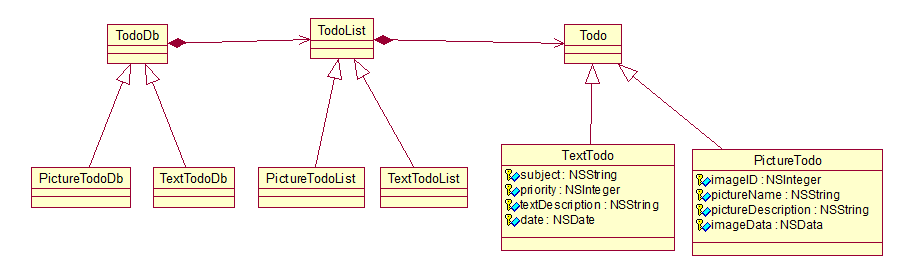 TodoDb
TodoList
Todo
PictureTodoDb
TextTodoDb
PictureTodoList
TextTodoList
TextTodo
subject : NSString
priority : NSInteger
textDescription : NSString
date : NSDate
PictureTodo
imageID : NSInteger
pictureName : NSString
pictureDescription : NSString
imageData : NSData